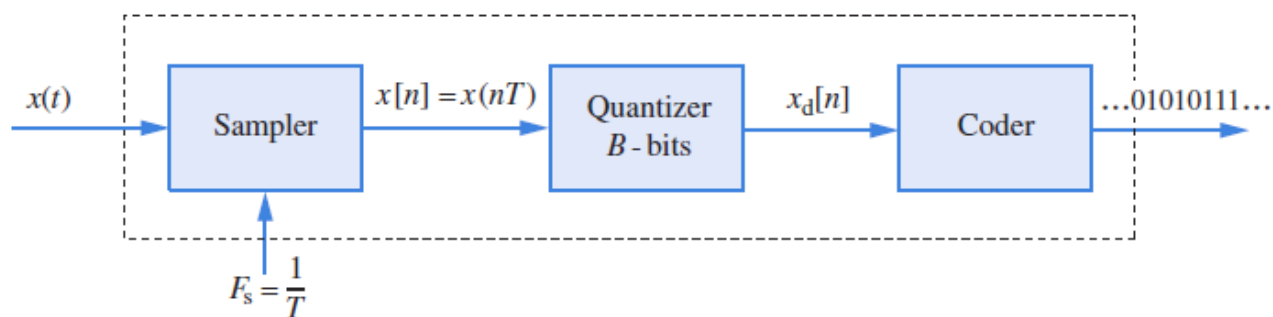 x(t)
Sampler
x[n] = x(nT)
Quantizer
B - bits
x_d[n]
Coder
...01010111...
F_s = 1/T